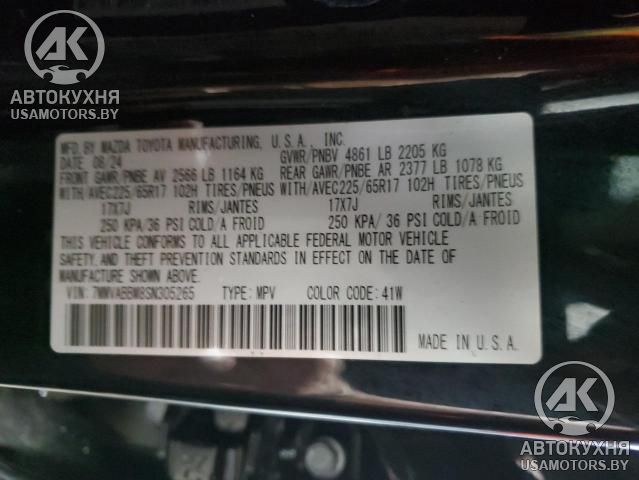 АК
АВТОКУХНЯ
USAMOTORS.BY
MFD. BY MAZDA TOYOTA MANUFACTURING, U.S.A. INC.
DATE 08/24 GVWR/PNBV 4861 LB 2205 KG
FRONT GAWR/PNBE AV 2566 LB 1164 KG REAR GAWR/PNBE AR 2377 LB 1078 KG
WITH/AVEC225/65R17 102H TIRES/PNEUS WITH/AVEC225/65R17 102H TIRES/PNEUS
17X7J RIMS/JANTES 17X7J RIMS/JANTES
250 KPA/ 36 PSI COLD/A FROID 250 KPA/ 36 PSI COLD/A FROID
THIS VEHICLE CONFORMS TO ALL APPLICABLE FEDERAL MOTOR VEHICLE
SAFETY, AND THEFT PREVENTION STANDARDS IN EFFECT ON THE DATE OF
MANUFACTURE SHOWN ABOVE.
VIN: 7MMVABBM8SN305265 TYPE: MPV COLOR CODE: 41W
MADE IN U.S.A.
АК
АВТОКУХНЯ
USAMOTORS.BY